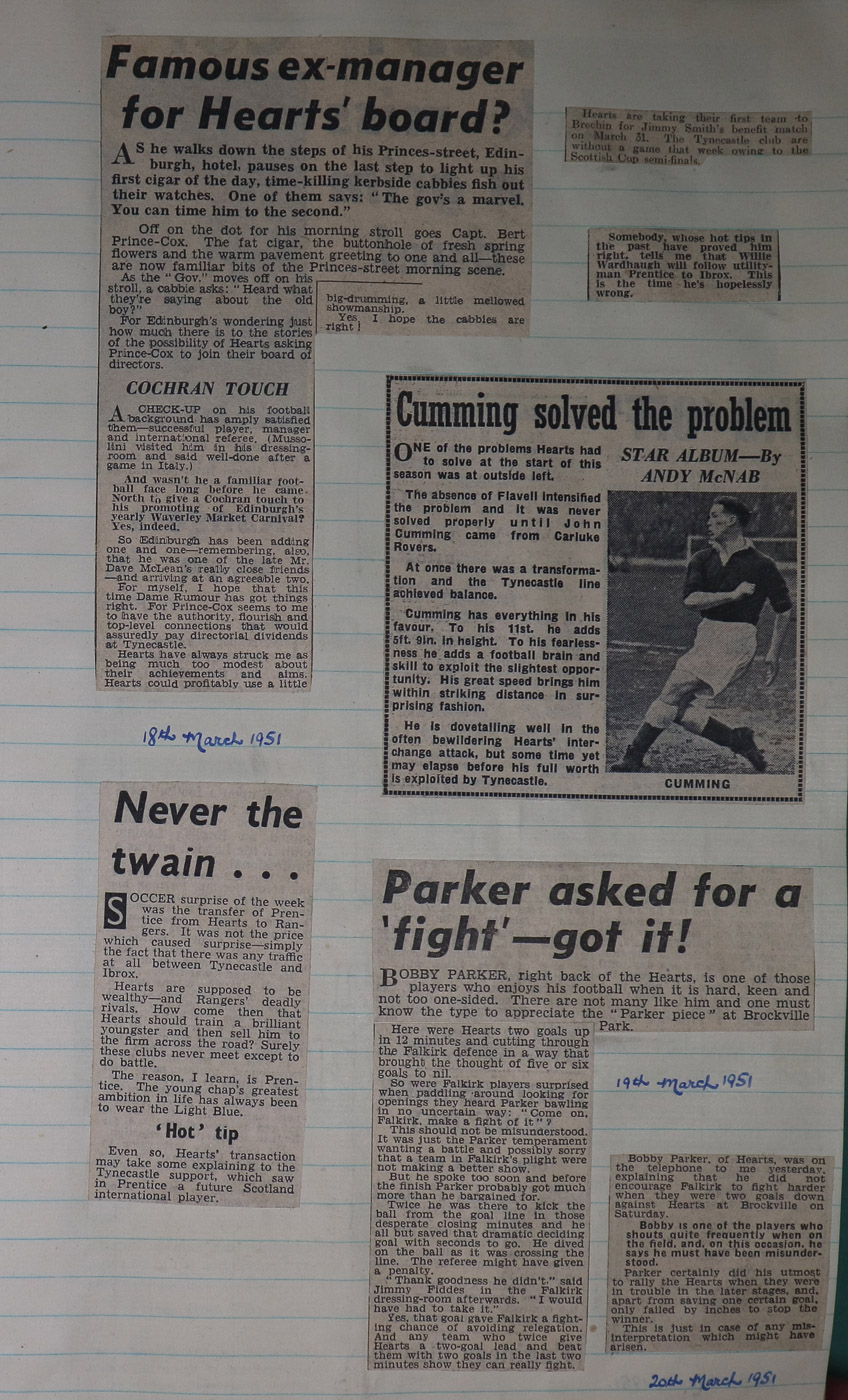 Famous ex-manager
for Hearts' board?
AS he walks down the steps of his Princes-street, Edin-
burgh, hotel, pauses on the last step to light up his
first cigar of the day, time-killing kerbside cabbies fish out
their watches. One of them says: "The gov's a marvel.
You can time him to the second."
Off on the dot for his morning stroll goes Capt. Bert
Prince-Cox. The fat cigar, the buttonhole of fresh spring
flowers and the warm pavement greeting to one and all—these
are now familiar bits of the Princes-street morning scene.
As the "Gov." moves off on his
stroll, a cabbie asks: "Heard what
they're saying about the old
boy?"
For Edinburgh's wondering just
how much there is to the stories
of the possibility of Hearts asking
Prince-Cox to join their board of
directors.
COCHRAN TOUCH
A CHECK-UP on his football
background has amply satisfied
them—successful player, manager
and international referee. (Musso-
lini visited him in his dressing-
room and said well-done after a
game in Italy.)
And wasn't he a familiar foot-
ball face long before he came
North to give a Cochran touch to
his promoting of Edinburgh's
yearly Waverley Market Carnival?
Yes, indeed.
So Edinburgh has been adding
one and one—remembering, also,
that he was one of the late Mr.
Dave McLean's really close friends
—and arriving at an agreeable two.
For myself, I hope that this
time Dame Rumour has got things
right. For Prince-Cox seems to me
to have the authority, flourish and
top-level connections that would
assuredly pay directorial dividends
at Tynecastle.
Hearts have always struck me as
being much too modest about
their achievements and aims.
Hearts could profitably use a little
big-drumming, a little mellowed
showmanship.
Yes, I hope the cabbies are
right!
18th March 1951
Hearts are taking their first team to
Brechin for Jimmy Smith's benefit match
on March 31. The Tynecastle club are
without a game that week owing to the
Scottish Cup semi-finals.
Somebody, whose hot tips in
the past have proved him
right, tells me that Willie
Wardhaugh will follow utility-
man Prentice to Ibrox. This
is the time he's hopelessly
wrong.
Cumming solved the problem
STAR ALBUM—By
ANDY McNAB
ONE of the problems Hearts had
to solve at the start of this
season was at outside left.
The absence of Flavell intensified
the problem and it was never
solved properly until John
Cumming came from Carluke
Rovers.
At once there was a transforma-
tion and the Tynecastle line
achieved balance.
Cumming has everything in his
favour. To his 11st. he adds
5ft. 9in. in height. To his fearless-
ness he adds a football brain and
skill to exploit the slightest oppor-
tunity. His great speed brings him
within striking distance in sur-
prising fashion.
He is dovetailing well in the
often bewildering Hearts' inter-
change attack, but some time yet
may elapse before his full worth
is exploited by Tynecastle.
CUMMING
Never the
twain . . .
SOCCER surprise of the week
was the transfer of Pren-
tice from Hearts to Ran-
gers. It was not the price
which caused surprise—simply
the fact that there was any traffic
at all between Tynecastle and
Ibrox.
Hearts are supposed to be
wealthy—and Rangers' deadly
rivals. How come then that
Hearts should train a brilliant
youngster and then sell him to
the firm across the road? Surely
these clubs never meet except to
do battle.
The reason, I learn, is Pren-
tice. The young chap's greatest
ambition in life has always been
to wear the Light Blue.
'Hot' tip
Even so, Hearts' transaction
may take some explaining to the
Tynecastle support, which saw
in Prentice a future Scotland
international player.
Parker asked for a
'fight'—got it!
BOBBY PARKER, right back of the Hearts, is one of those
players who enjoys his football when it is hard, keen and
not too one-sided. There are not many like him and one must
know the type to appreciate the "Parker piece" at Brockville
Park.
Here were Hearts two goals up
in 12 minutes and cutting through
the Falkirk defence in a way that
brought the thought of five or six
goals to nil.
So were Falkirk players surprised
when paddling around looking for
openings they heard Parker bawling
in no uncertain way: "Come on,
Falkirk, make a fight of it"?
This should not be misunderstood.
It was just the Parker temperament
wanting a battle and possibly sorry
that a team in Falkirk's plight were
not making a better show.
But he spoke too soon and before
the finish Parker probably got much
more than he bargained for.
Twice he was there to kick the
ball from the goal line in those
desperate closing minutes and he
all but saved that dramatic deciding
goal with seconds to go. He dived
on the ball as it was crossing the
line. The referee might have given
a penalty.
"Thank goodness he didn't." said
Jimmy Fiddes in the Falkirk
dressing-room afterwards. "I would
have had to take it."
Yes, that goal gave Falkirk a fight-
ing chance of avoiding relegation.
And any team who twice give
Hearts a two-goal lead and beat
them with two goals in the last two
minutes show they can really fight.
19th March 1951
Bobby Parker, of Hearts, was on
the telephone to me yesterday,
explaining that he did not
encourage Falkirk to fight harder
when they were two goals down
against Hearts at Brockville on
Saturday.
Bobby is one of the players who
shouts quite frequently when on
the field, and, on this occasion, he
says he must have been misunder-
stood.
Parker certainly did his utmost
to rally the Hearts when they were
in trouble in the later stages, and,
apart from saving one certain goal,
only failed by inches to stop the
winner.
This is just in case of any mis-
interpretation which might have
arisen.
20th March 1951